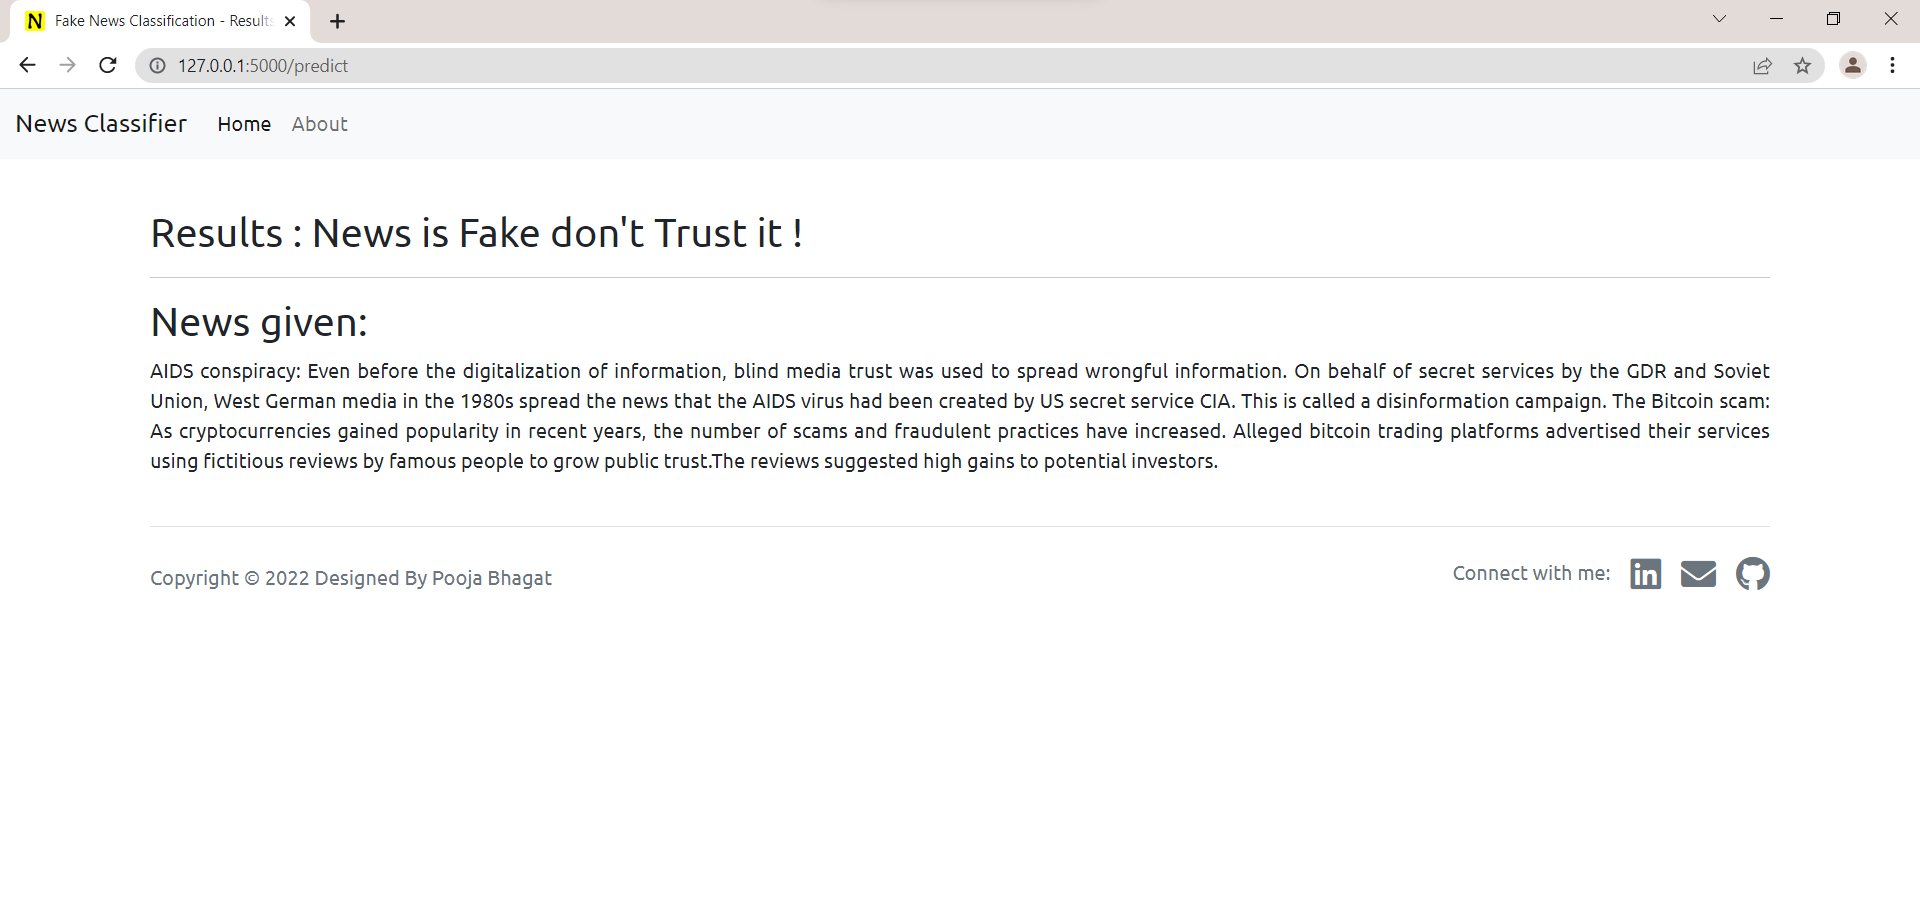 N Fake News Classification - Results
127.0.0.1:5000/predict
News Classifier Home About
Results : News is Fake don't Trust it !
News given:
AIDS conspiracy: Even before the digitalization of information, blind media trust was used to spread wrongful information. On behalf of secret services by the GDR and Soviet
Union, West German media in the 1980s spread the news that the AIDS virus had been created by US secret service CIA. This is called a disinformation campaign. The Bitcoin scam:
As cryptocurrencies gained popularity in recent years, the number of scams and fraudulent practices have increased. Alleged bitcoin trading platforms advertised their services
using fictitious reviews by famous people to grow public trust.The reviews suggested high gains to potential investors.
Copyright © 2022 Designed By Pooja Bhagat
Connect with me: in